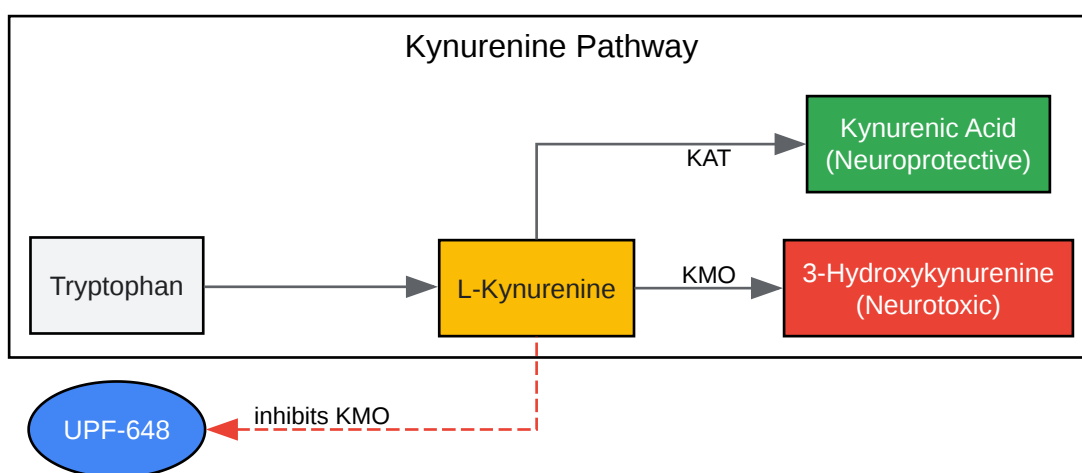 Kynurenine Pathway
Kynurenic Acid
(Neuroprotective)
KAT
Tryptophan
L-Kynurenine
KMO
3-Hydroxykynurenine
(Neurotoxic)
UPF-648
inhibits KMO